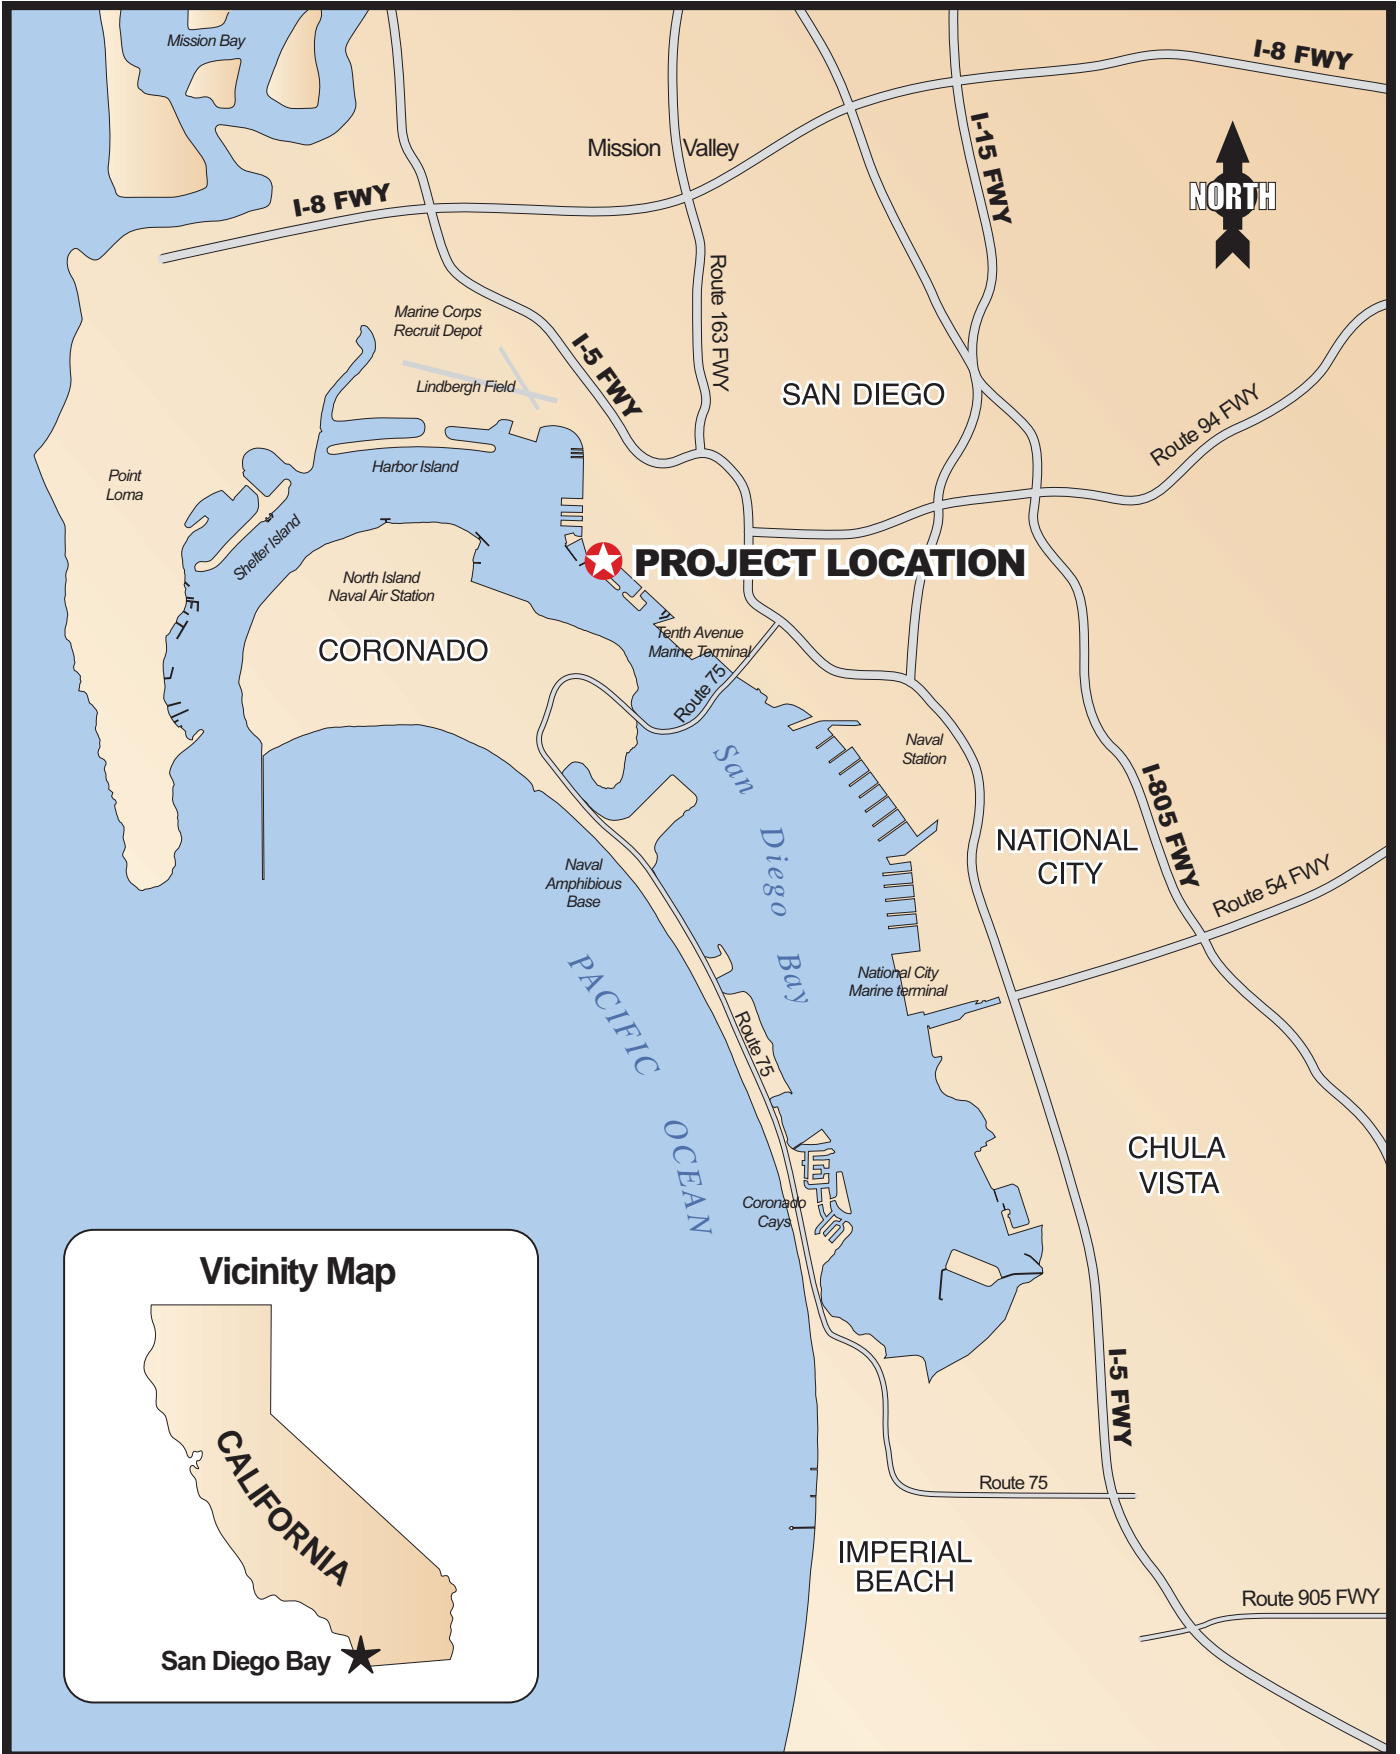 Mission Bay
I-8 FWY
I-15 FWY
Mission Valley
NORTH
I-8 FWY
Route 163 FWY
Marine Corps
Recruit Depot
I-5 FWY
Lindbergh Field
SAN DIEGO
Route 94 FWY
Harbor Island
Point
Loma
Shelter Island
PROJECT LOCATION
North Island
Naval Air Station
CORONADO
Tenth Avenue
Marine Terminal
Route 75
Naval
Station
San Diego Bay
I-805 FWY
NATIONAL
CITY
Naval
Amphibious
Base
Route 54 FWY
National City
Marine terminal
PACIFIC OCEAN
Route 75
CHULA
VISTA
Coronado
Cays
Vicinity Map
CALIFORNIA
San Diego Bay
I-5 FWY
Route 75
IMPERIAL
BEACH
Route 905 FWY